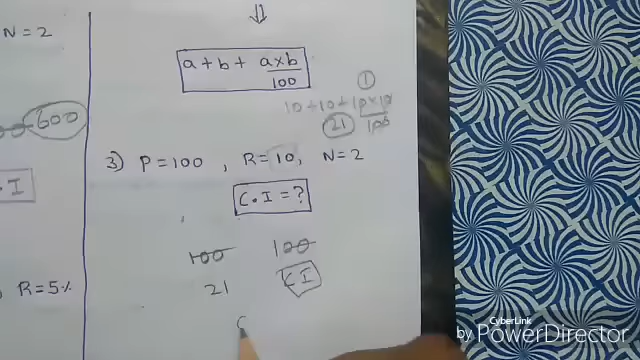 N=2
600
.I
R=5%
⇓
a+b+ a×b/100
①
10+10+10×10/100
21
3) P=100 , R=10, N=2
C.I=?
100 100
21 CI
C
CyberLink
by PowerDirector